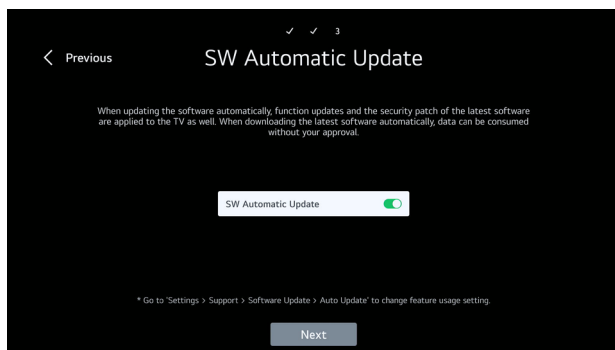 3
Previous
SW Automatic Update
When updating the software automatically, function updates and the security patch of the latest software
are applied to the TV as well. When downloading the latest software automatically, data can be consumed
without your approval.
SW Automatic Update
* Go to 'Settings > Support > Software Update > Auto Update' to change feature usage setting.
Next